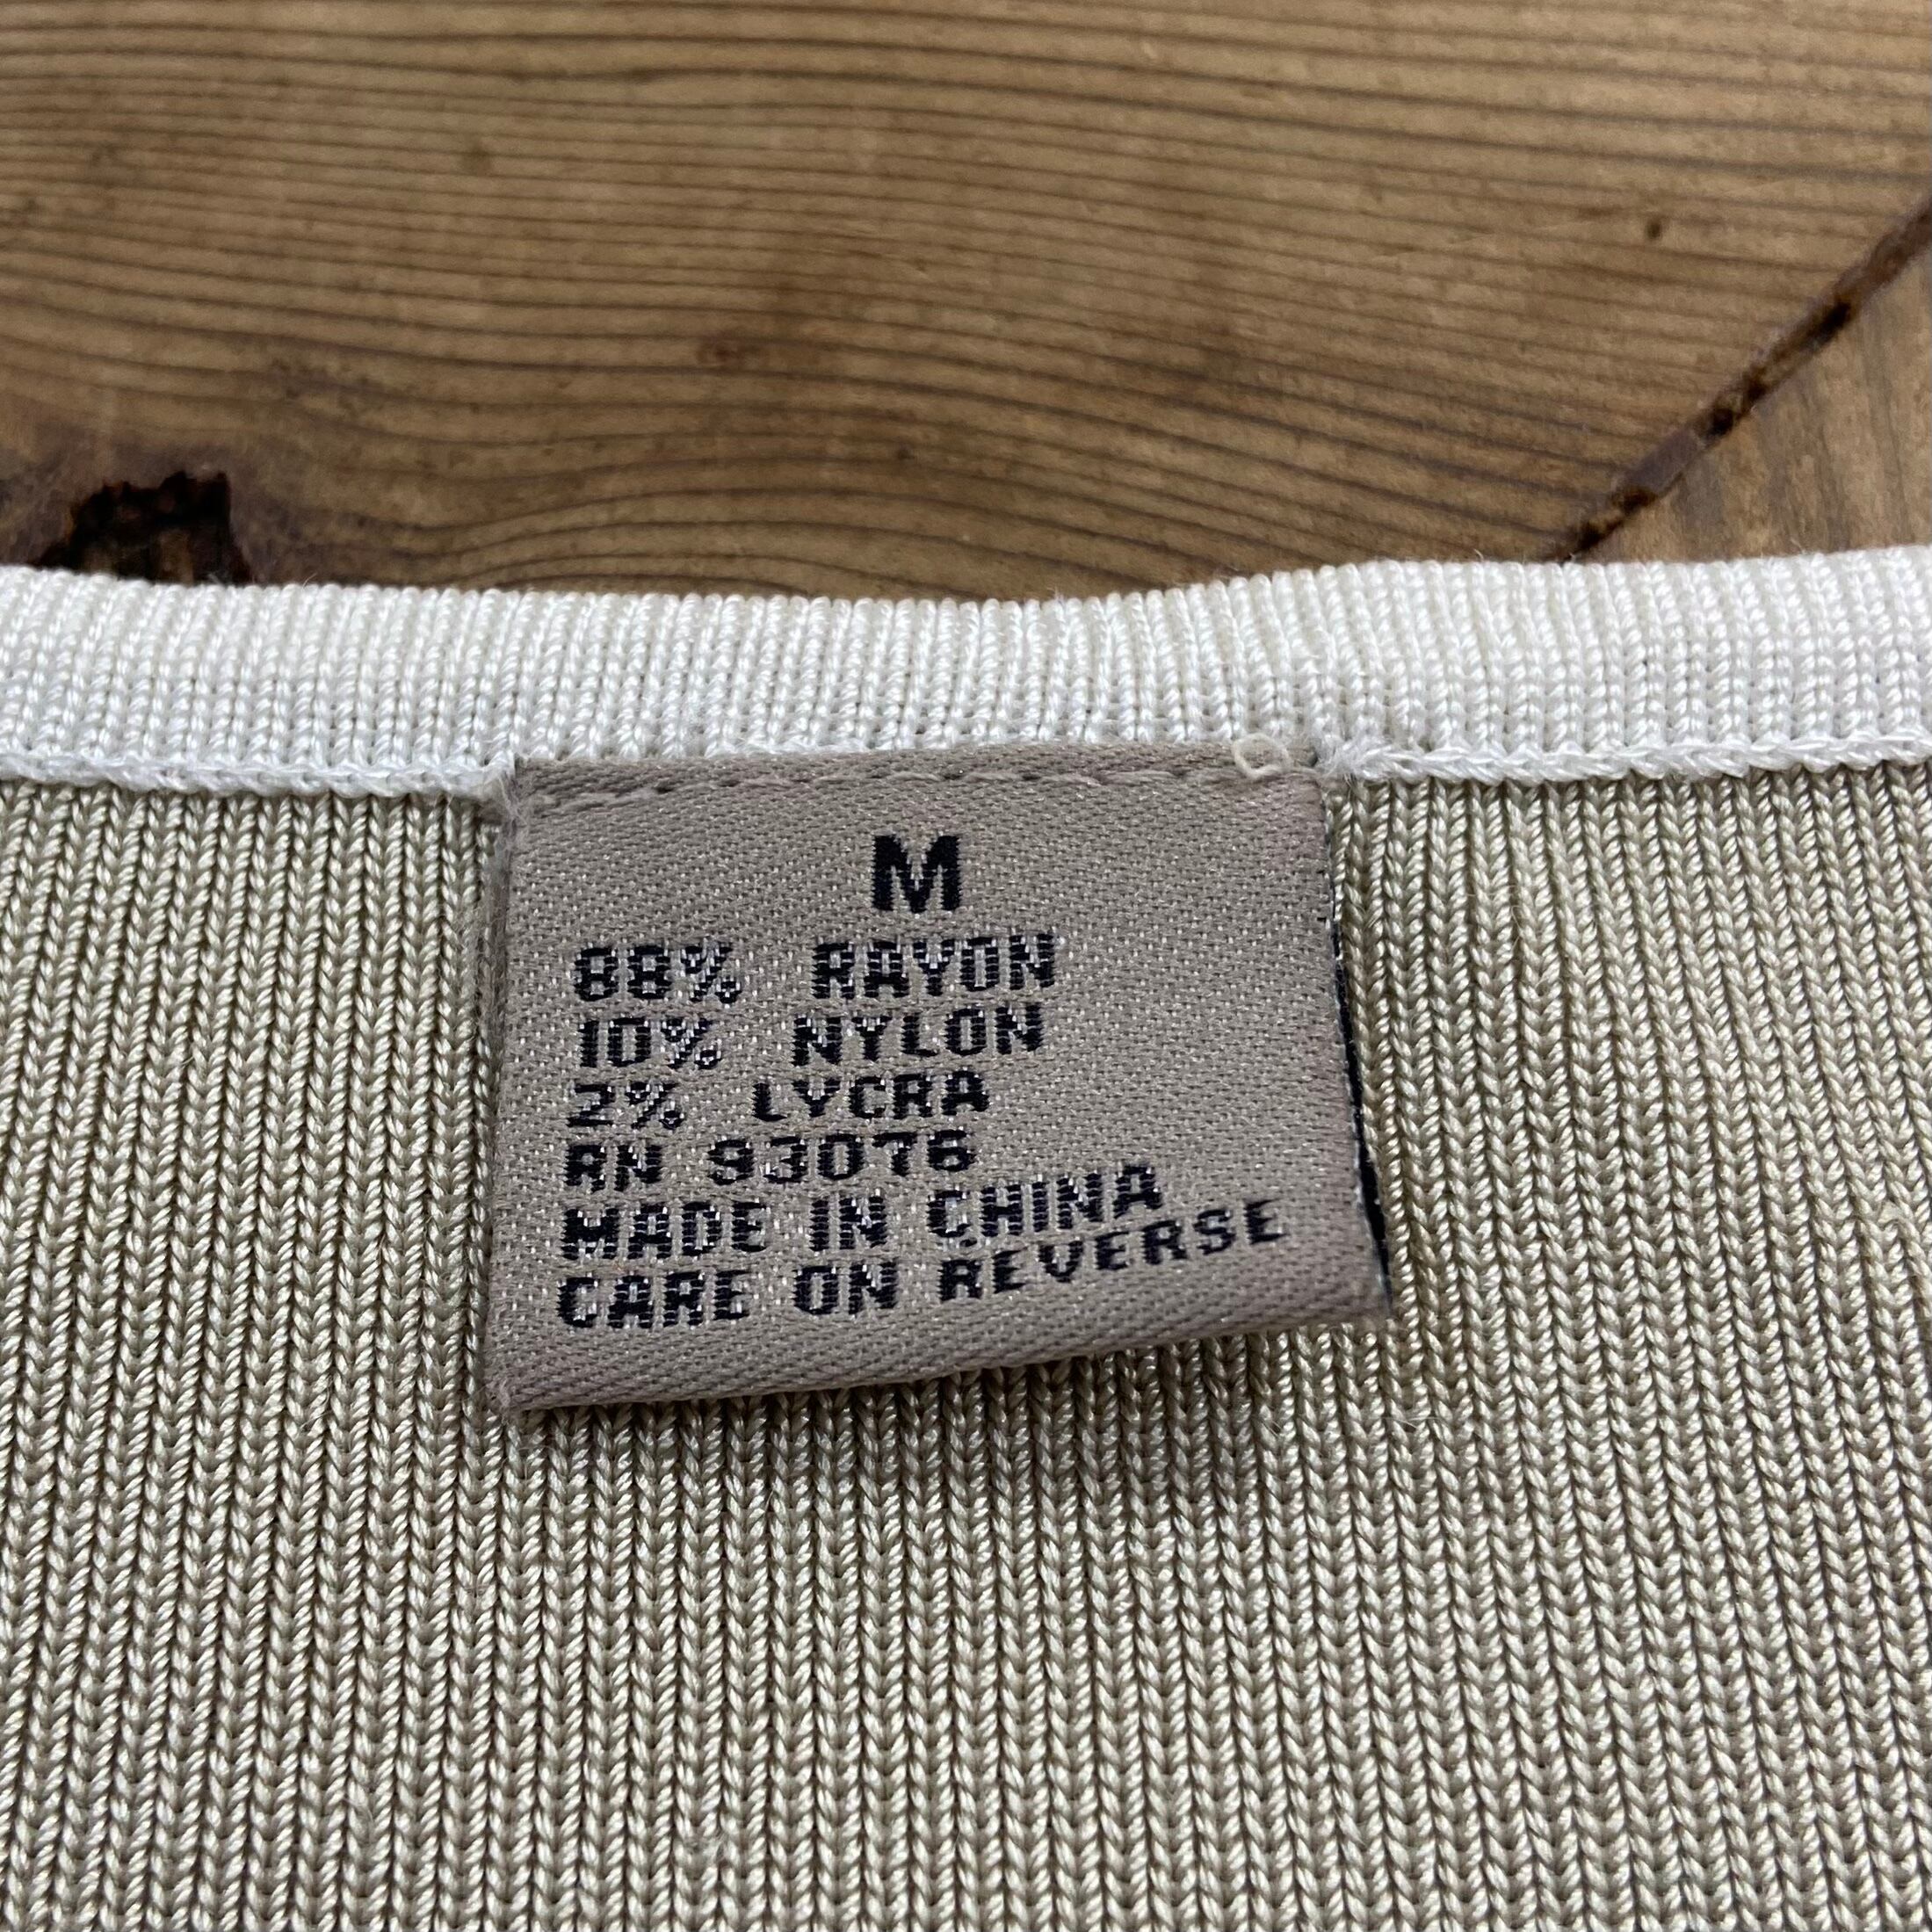 M
88% RAYON
10% NYLON
2% LYCRA
RN 93076
MADE IN CHINA
CARE ON REVERSE